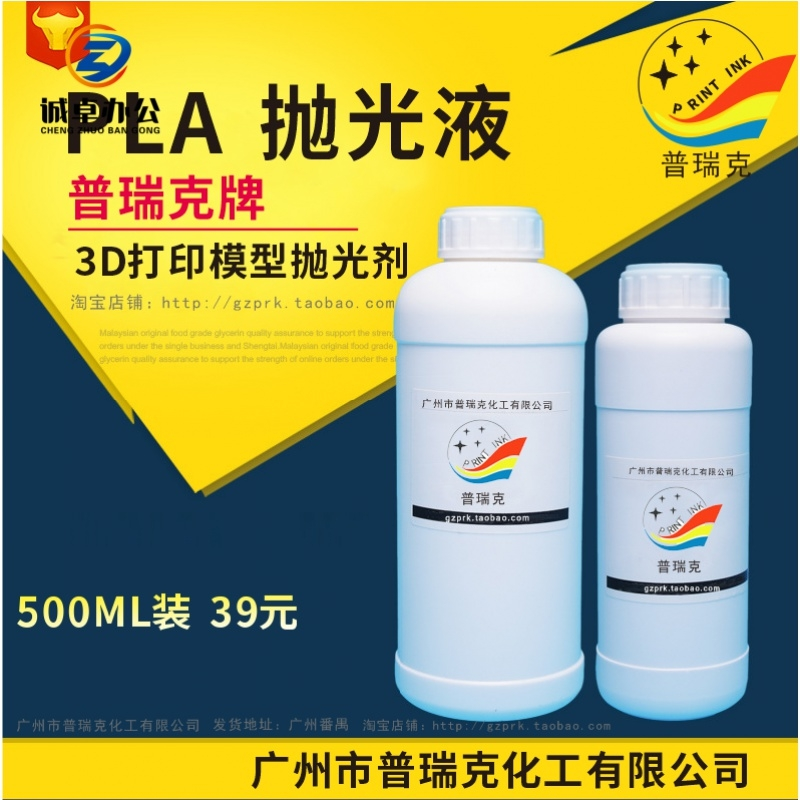 诚卓办公
CHENG ZHUO BAN GONG
PLA 抛光液
PRINT INK
普瑞克
普瑞克牌
3D打印模型抛光剂
淘宝店铺：http://gzprk.taobao.com
Malaysian original food grade glycerin quality assurance to support the streng
orders under the single business and Shengtai.Malaysian original food grade
glycerin quality assurance to support the strength of online orders under the s
广州市普瑞克化工有限公司
PRINT INK
普瑞克
gzprk.taobao.com
广州市普瑞克化工有限公司
PRINT INK
普瑞克
gzprk.taobao.com
500ML装 39元
广州市普瑞克化工有限公司 发货地址：广州番禺 淘宝店铺：http://gzprk.taobao.com
广州市普瑞克化工有限公司